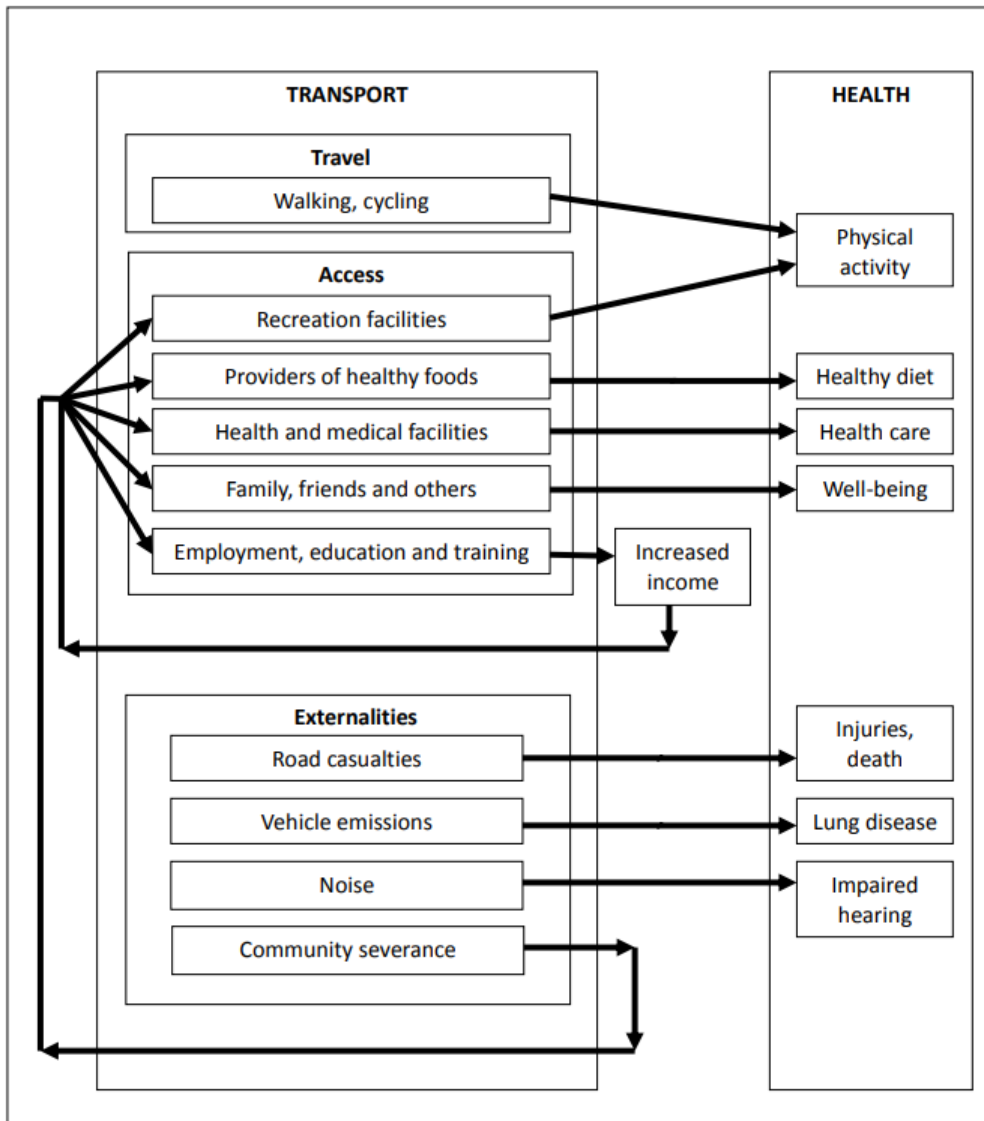 TRANSPORT
Travel
Walking, cycling
Access
Recreation facilities
Providers of healthy foods
Health and medical facilities
Family, friends and others
Employment, education and training
Increased
income
Externalities
Road casualties
Vehicle emissions
Noise
Community severance
HEALTH
Physical
activity
Healthy diet
Health care
Well-being
Injuries,
death
Lung disease
Impaired
hearing